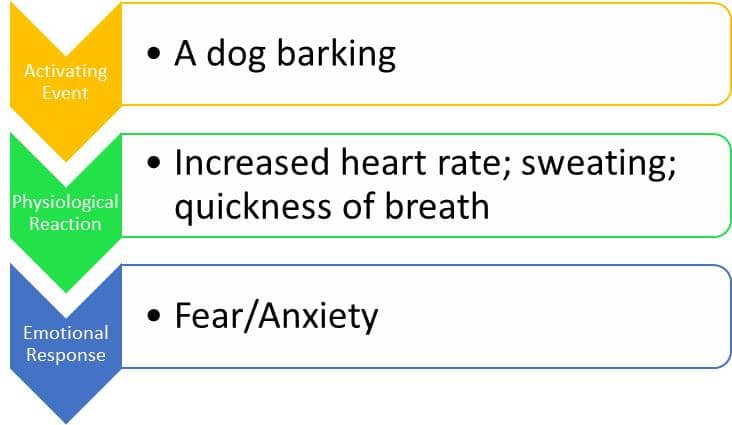 Activating
Event
• A dog barking
Physiological
Reaction
• Increased heart rate; sweating;
quickness of breath
Emotional
Response
• Fear/Anxiety